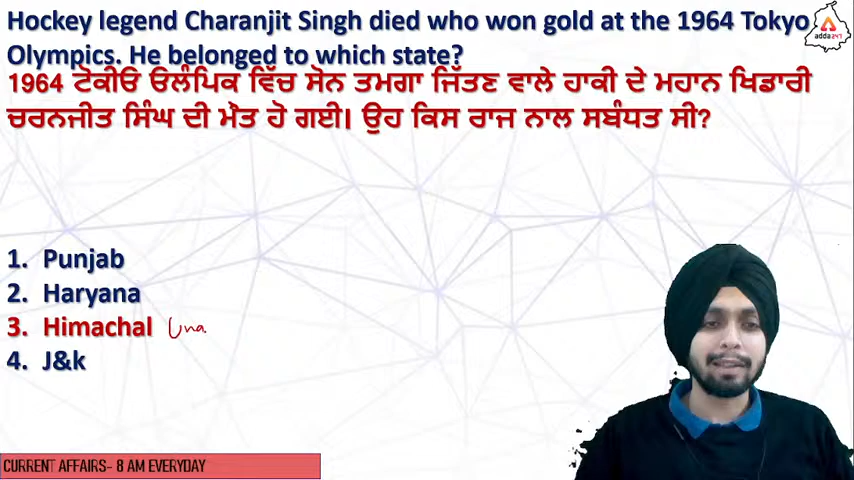 Hockey legend Charanjit Singh died who won gold at the 1964 Tokyo
Olympics. He belonged to which state?
1964 ਟੋਕੀਓ ਓਲੰਪਿਕ ਵਿੱਚ ਸੋਨ ਤਮਗਾ ਜਿੱਤਣ ਵਾਲੇ ਹਾਕੀ ਦੇ ਮਹਾਨ ਖਿਡਾਰੀ
ਚਰਨਜੀਤ ਸਿੰਘ ਦੀ ਮੌਤ ਹੋ ਗਈ। ਉਹ ਕਿਸ ਰਾਜ ਨਾਲ ਸਬੰਧਤ ਸੀ?
adda247
1. Punjab
2. Haryana
3. Himachal Una
4. J&k
CURRENT AFFAIRS- 8 AM EVERYDAY